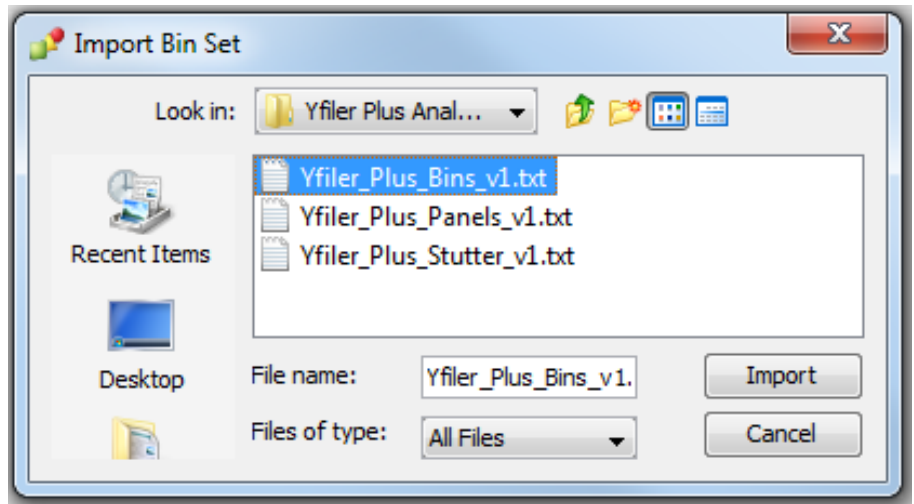 Import Bin Set
Look in: Yfiler Plus Anal...
Yfiler_Plus_Bins_v1.txt
Yfiler_Plus_Panels_v1.txt
Yfiler_Plus_Stutter_v1.txt
Recent Items
Desktop
File name: Yfiler_Plus_Bins_v1. Import
Files of type: All Files Cancel